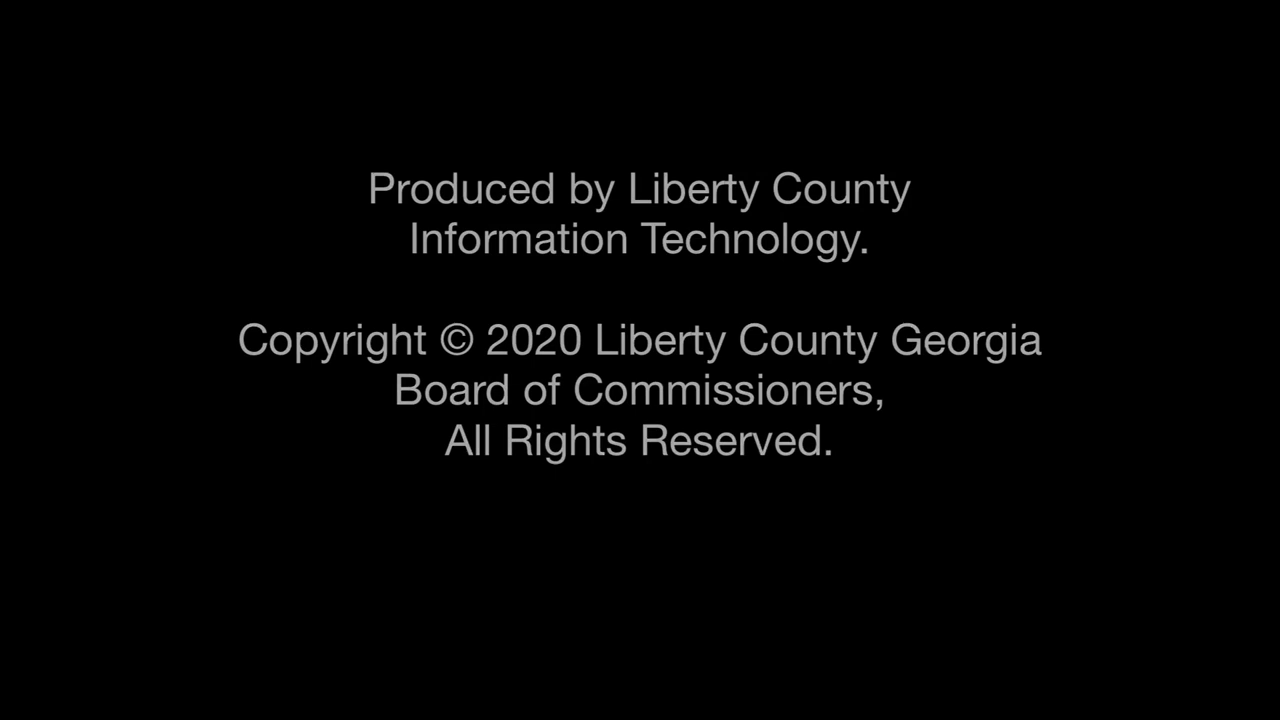 Produced by Liberty County
Information Technology.
Copyright © 2020 Liberty County Georgia
Board of Commissioners,
All Rights Reserved.